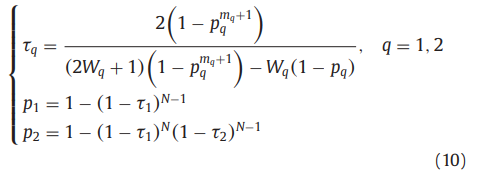 τ_q = 2(1 − p_q^{m_q+1}) / ((2W_q + 1)(1 − p_q^{m_q+1}) − W_q(1 − p_q)), q = 1, 2
p_1 = 1 − (1 − τ_1)^{N−1}
p_2 = 1 − (1 − τ_1)^N (1 − τ_2)^{N−1}
(10)